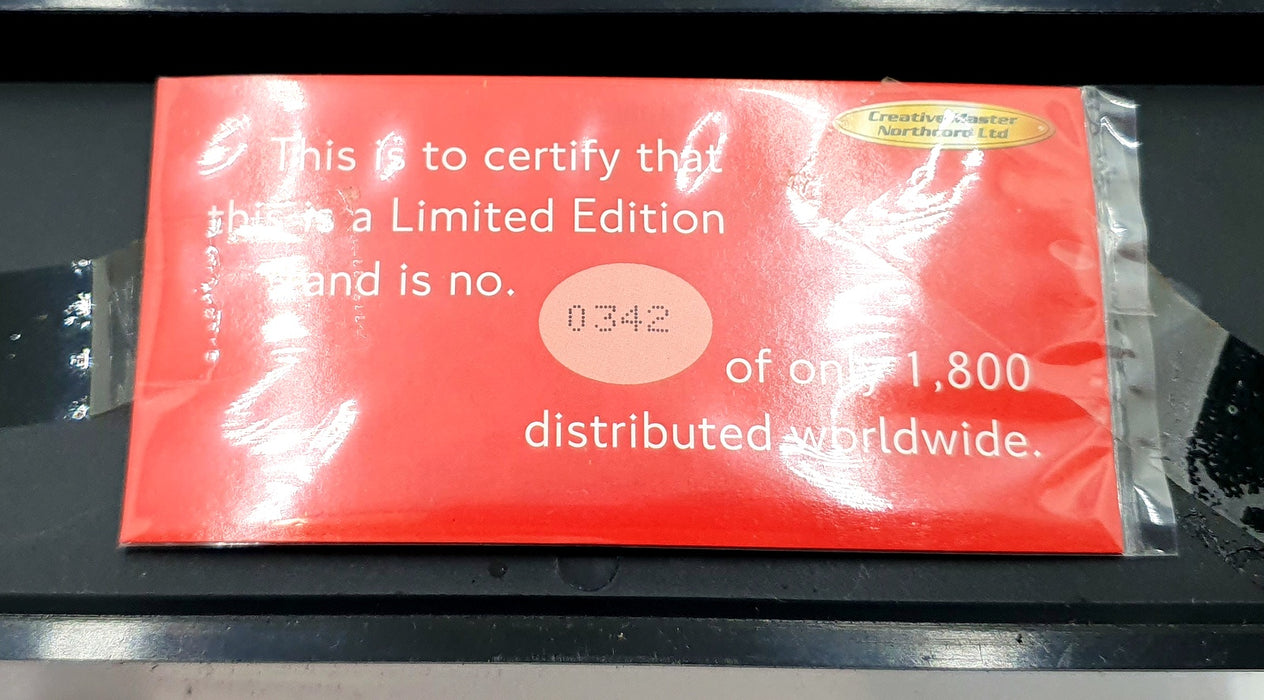 Creative Master
Northcord Ltd
This is to certify that
this is a Limited Edition
and is no.
0342
of only 1,800
distributed worldwide.